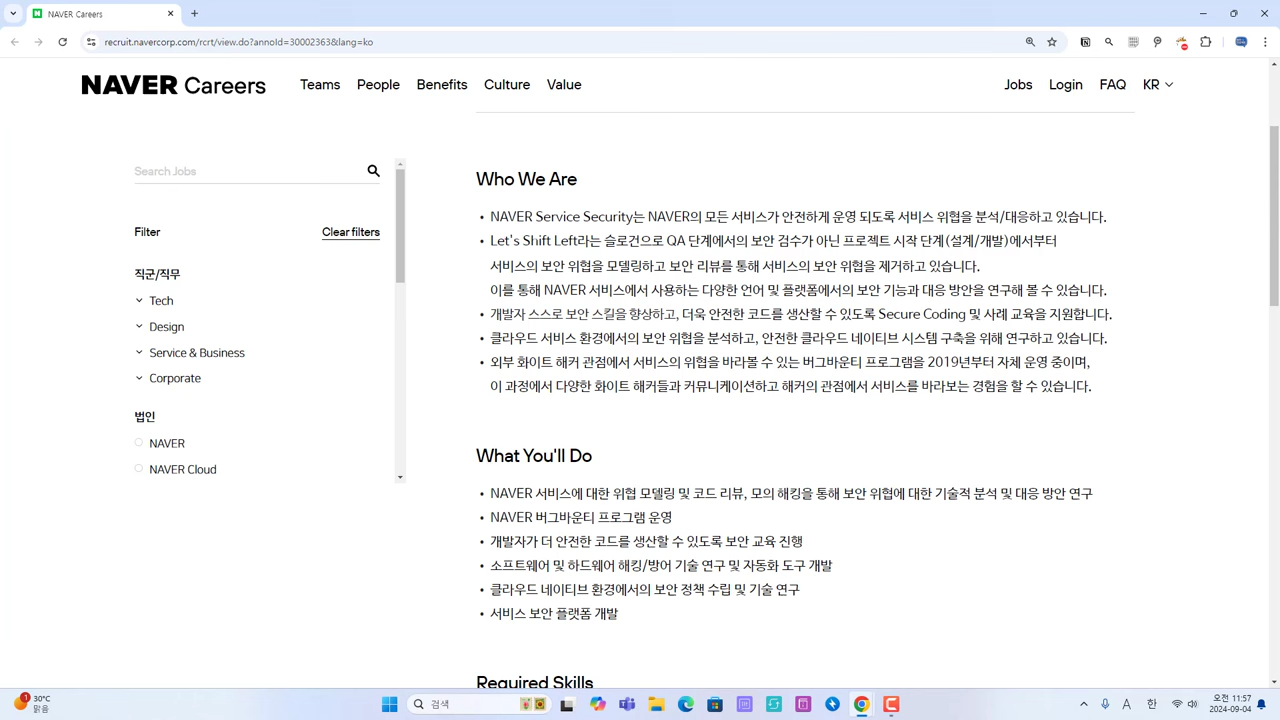 NAVER Careers
recruit.navercorp.com/rcrt/view.do?annoId=30002363&lang=ko
NAVER Careers
Teams
People
Benefits
Culture
Value
Jobs
Login
FAQ
KR
Search Jobs
Filter
Clear filters
직군/직무
Tech
Design
Service & Business
Corporate
법인
NAVER
NAVER Cloud
Who We Are
• NAVER Service Security는 NAVER의 모든 서비스가 안전하게 운영 되도록 서비스 위협을 분석/대응하고 있습니다.
• Let's Shift Left라는 슬로건으로 QA 단계에서의 보안 검수가 아닌 프로젝트 시작 단계(설계/개발)에서부터
서비스의 보안 위협을 모델링하고 보안 리뷰를 통해 서비스의 보안 위협을 제거하고 있습니다.
이를 통해 NAVER 서비스에서 사용하는 다양한 언어 및 플랫폼에서의 보안 기능과 대응 방안을 연구해 볼 수 있습니다.
• 개발자 스스로 보안 스킬을 향상하고, 더욱 안전한 코드를 생산할 수 있도록 Secure Coding 및 사례 교육을 지원합니다.
• 클라우드 서비스 환경에서의 보안 위협을 분석하고, 안전한 클라우드 네이티브 시스템 구축을 위해 연구하고 있습니다.
• 외부 화이트 해커 관점에서 서비스의 위협을 바라볼 수 있는 버그바운티 프로그램을 2019년부터 자체 운영 중이며,
이 과정에서 다양한 화이트 해커들과 커뮤니케이션하고 해커의 관점에서 서비스를 바라보는 경험을 할 수 있습니다.
What You'll Do
• NAVER 서비스에 대한 위협 모델링 및 코드 리뷰, 모의 해킹을 통해 보안 위협에 대한 기술적 분석 및 대응 방안 연구
• NAVER 버그바운티 프로그램 운영
• 개발자가 더 안전한 코드를 생산할 수 있도록 보안 교육 진행
• 소프트웨어 및 하드웨어 해킹/방어 기술 연구 및 자동화 도구 개발
• 클라우드 네이티브 환경에서의 보안 정책 수립 및 기술 연구
• 서비스 보안 플랫폼 개발
Required Skills
1
30°C
맑음
검색
A
한
오전 11:57
2024-09-04